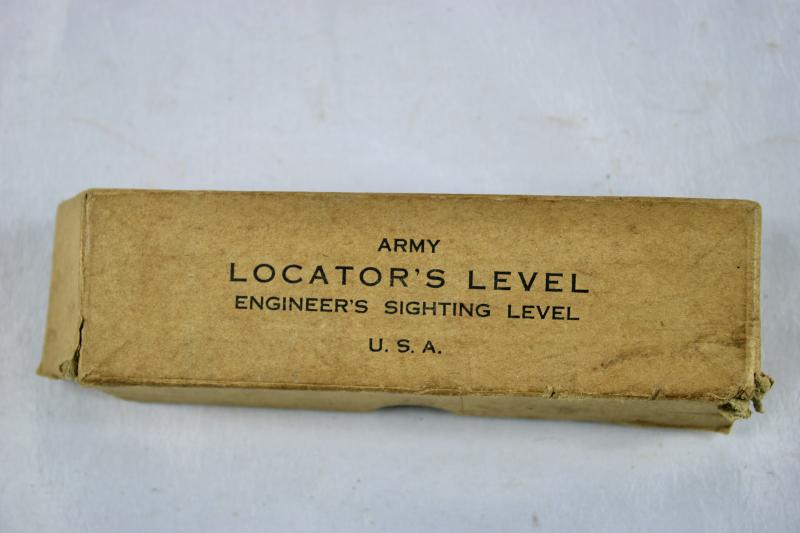 ARMY
LOCATOR'S LEVEL
ENGINEER'S SIGHTING LEVEL
U. S. A.